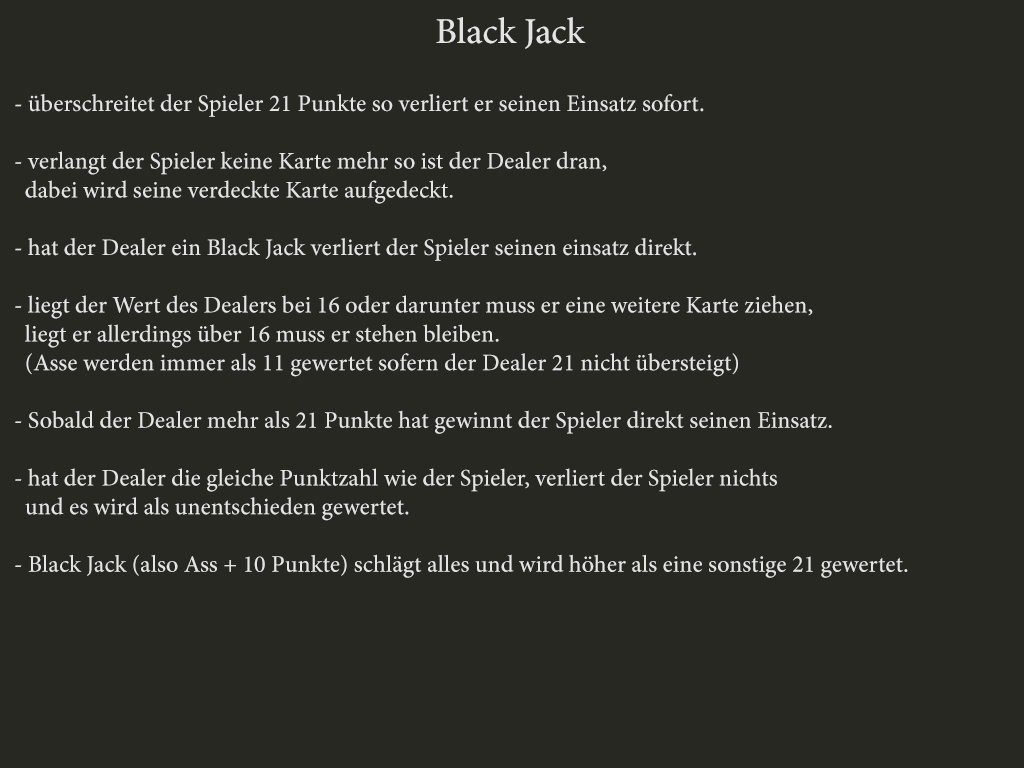 Black Jack
- überschreitet der Spieler 21 Punkte so verliert er seinen Einsatz sofort.
- verlangt der Spieler keine Karte mehr so ist der Dealer dran,
dabei wird seine verdeckte Karte aufgedeckt.
- hat der Dealer ein Black Jack verliert der Spieler seinen einsatz direkt.
- liegt der Wert des Dealers bei 16 oder darunter muss er eine weitere Karte ziehen,
liegt er allerdings über 16 muss er stehen bleiben.
(Asse werden immer als 11 gewertet sofern der Dealer 21 nicht übersteigt)
- Sobald der Dealer mehr als 21 Punkte hat gewinnt der Spieler direkt seinen Einsatz.
- hat der Dealer die gleiche Punktzahl wie der Spieler, verliert der Spieler nichts
und es wird als unentschieden gewertet.
- Black Jack (also Ass + 10 Punkte) schlägt alles und wird höher als eine sonstige 21 gewertet.